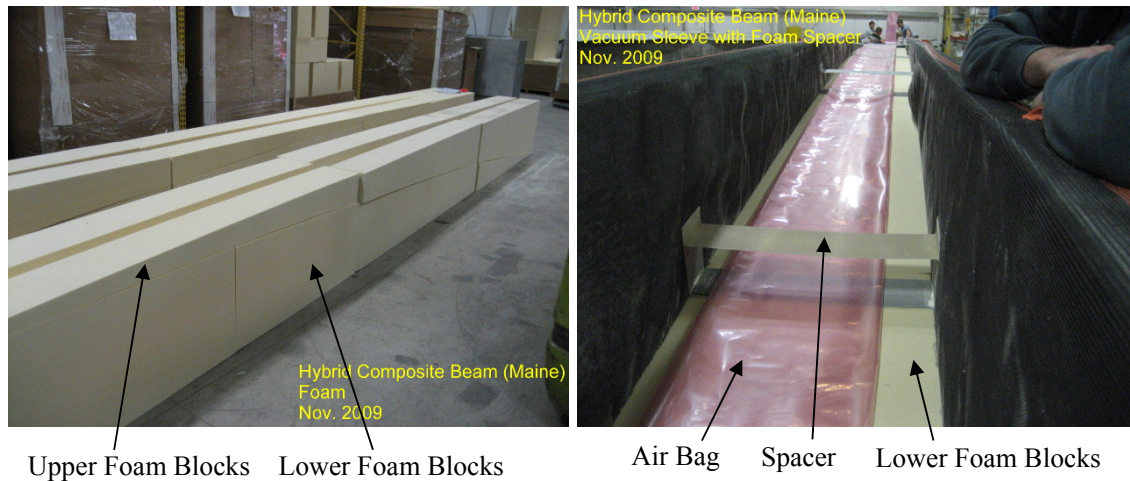 Hybrid Composite Beam (Maine)
Foam
Nov. 2009
Upper Foam Blocks
Lower Foam Blocks
Hybrid Composite Beam (Maine)
Vacuum Sleeve with Foam Spacer
Nov. 2009
Air Bag
Spacer
Lower Foam Blocks